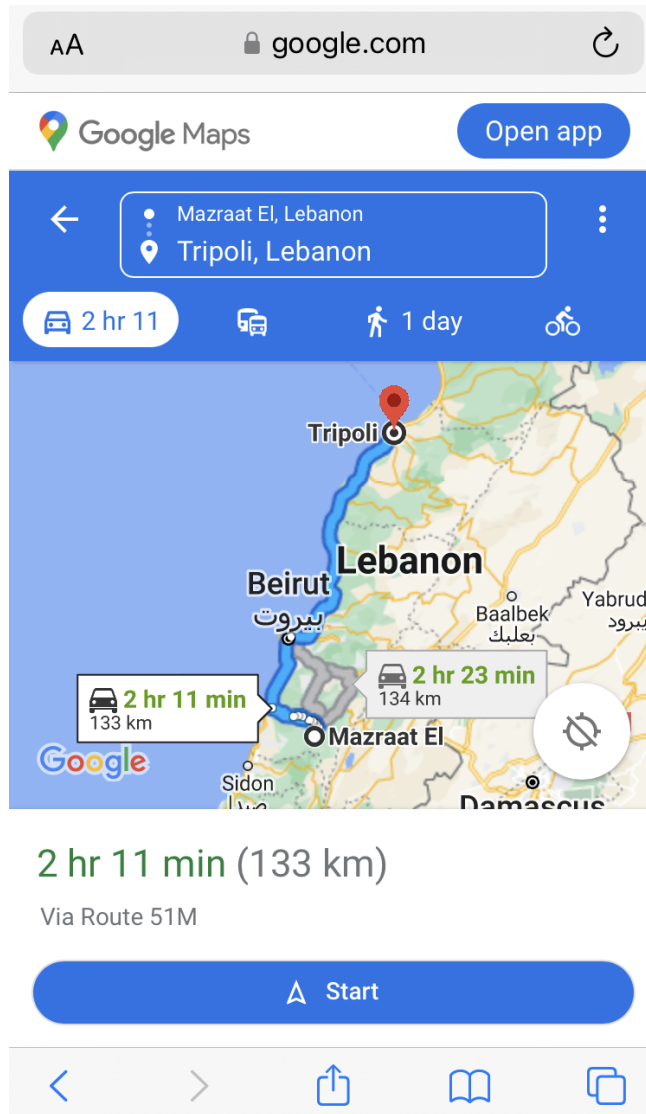 AA google.com
Google Maps
Open app
Mazraat El, Lebanon
Tripoli, Lebanon
2 hr 11
1 day
Tripoli
Lebanon
Beirut
بيروت
Baalbek
بعلبك
Yabrud
يبرود
2 hr 11 min
133 km
2 hr 23 min
134 km
Mazraat El
Google
Sidon
صيدا
Damascus
2 hr 11 min (133 km)
Via Route 51M
Start